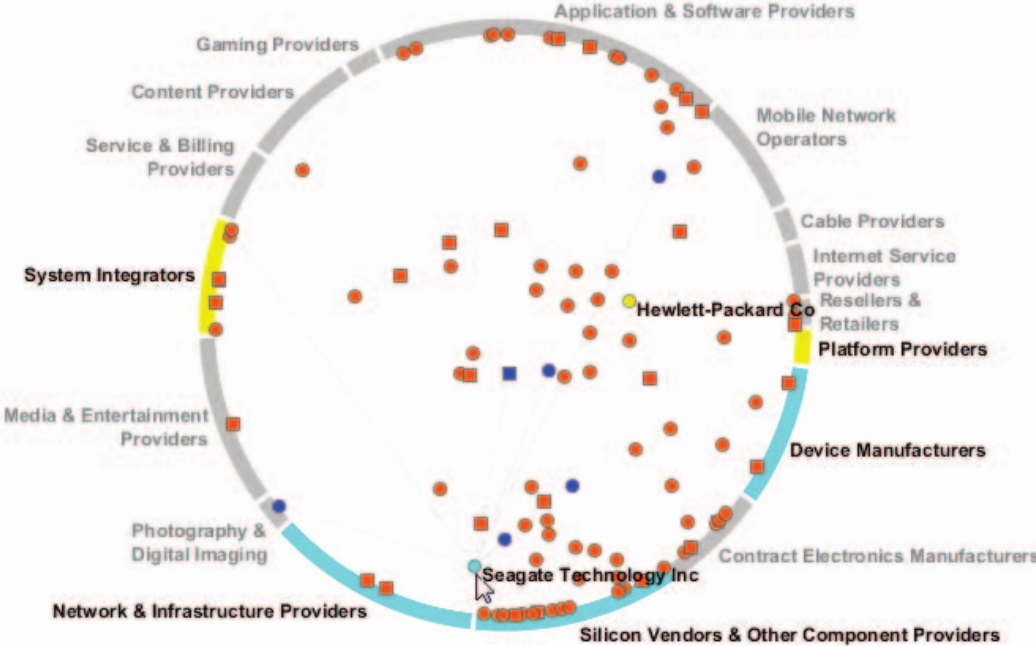 Application & Software Providers
Gaming Providers
Content Providers
Mobile Network
Operators
Service & Billing
Providers
Cable Providers
Internet Service
Providers
System Integrators
Hewlett-Packard Co
Resellers &
Retailers
Platform Providers
Media & Entertainment
Providers
Device Manufacturers
Photography &
Digital Imaging
Contract Electronics Manufacturers
Seagate Technology Inc
Network & Infrastructure Providers
Silicon Vendors & Other Component Providers